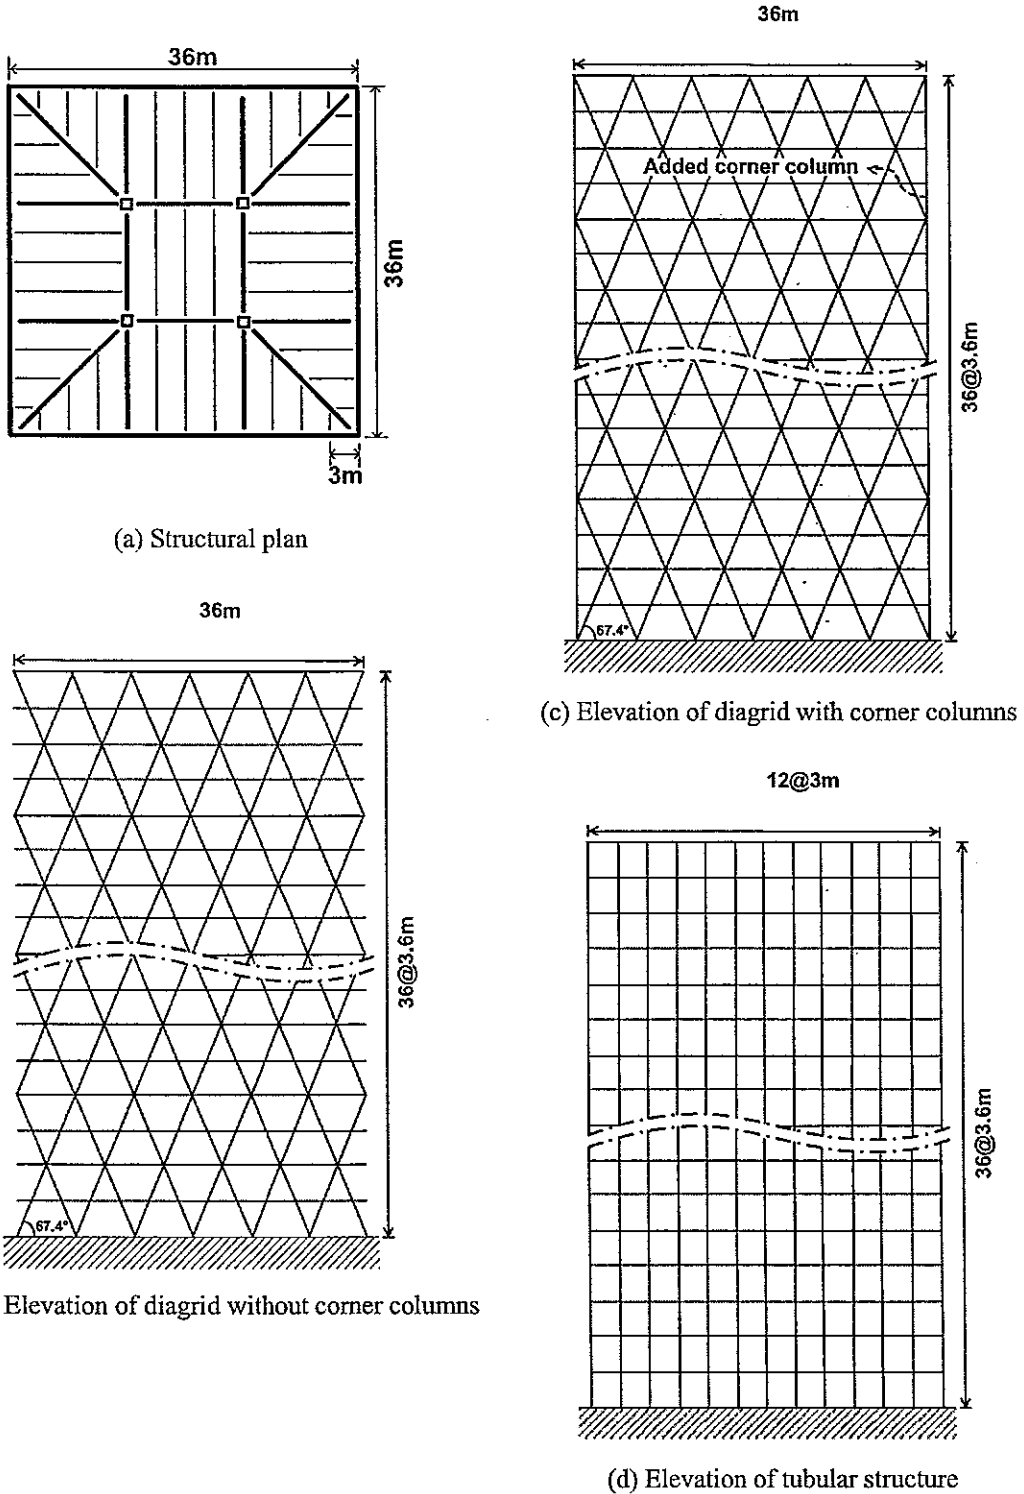 36m
36m
3m
(a) Structural plan
36m
Added corner column
36@3.6m
67.4°
(c) Elevation of diagrid with corner columns
36m
36@3.6m
67.4°
Elevation of diagrid without corner columns
12@3m
36@3.6m
(d) Elevation of tubular structure